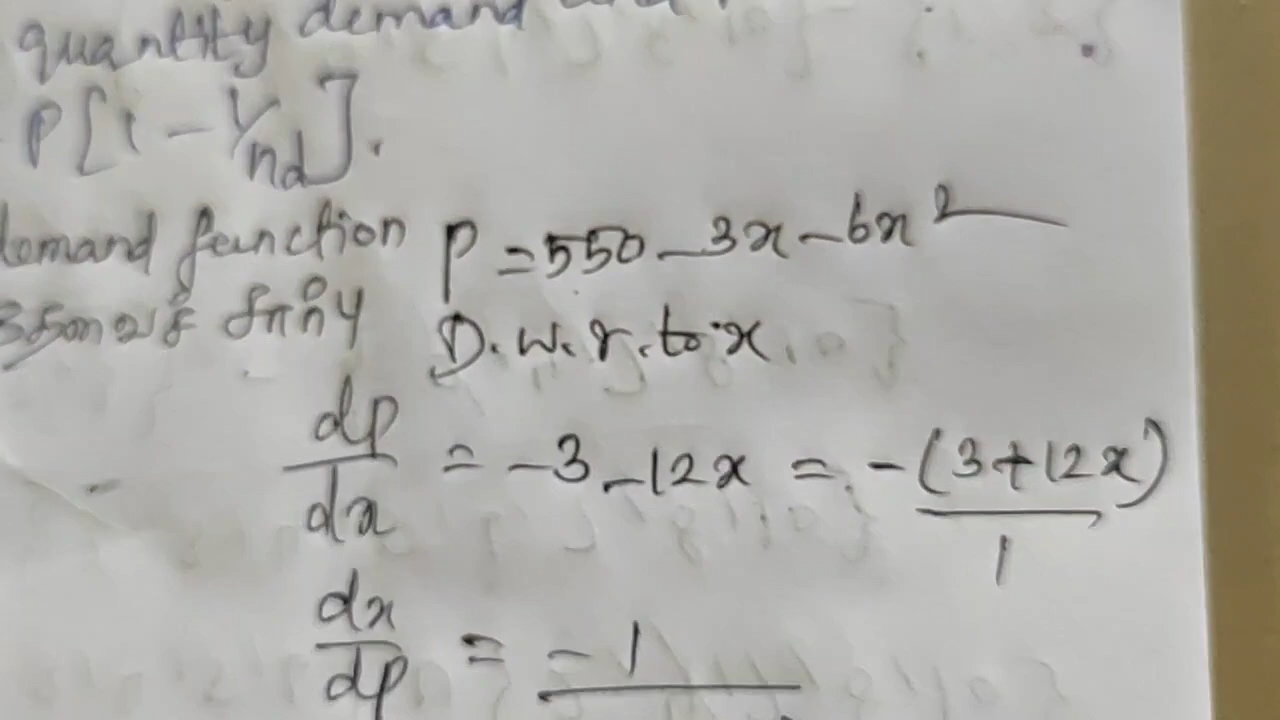 quantity demand and
P[1 - 1/nd].
demand function P = 550 - 3x - 6x²
D.w.r.to x
dp/dx = -3 - 12x = -(3+12x)/1
dx/dp = -1